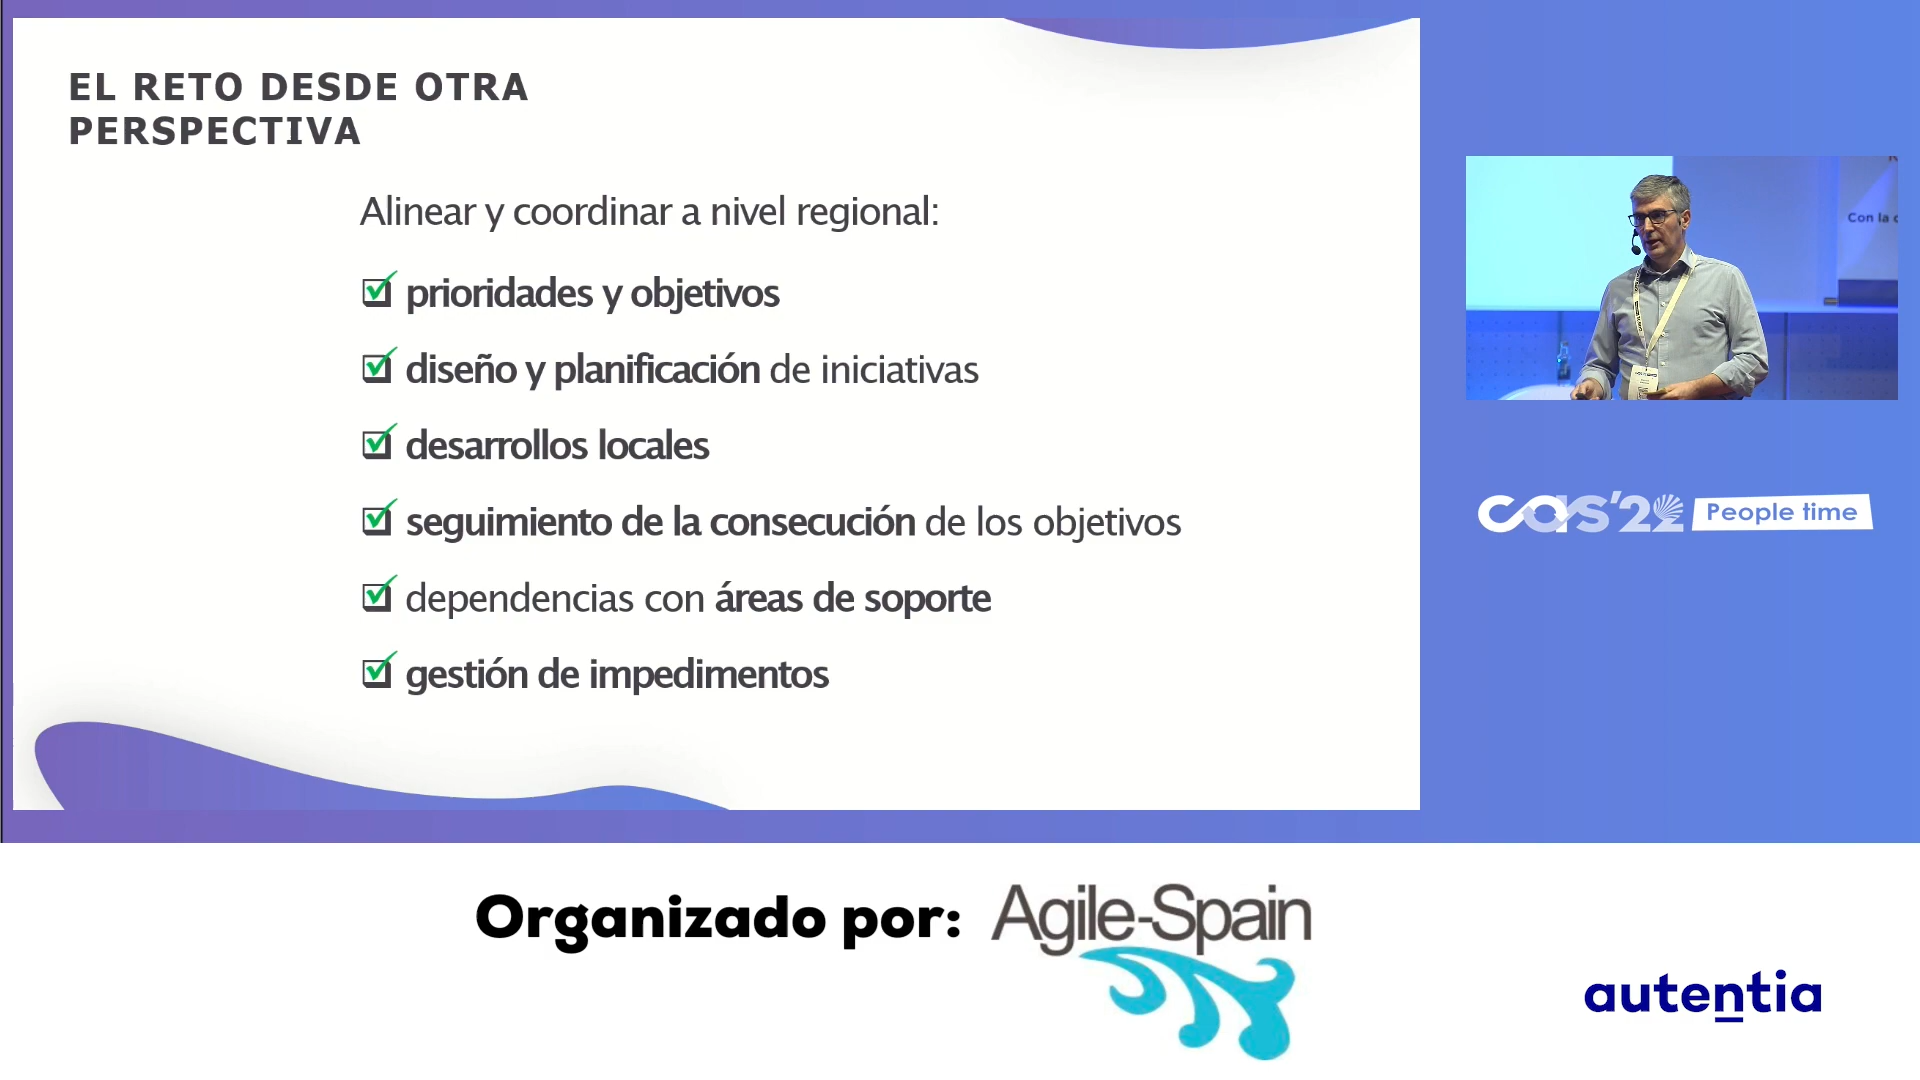 EL RETO DESDE OTRA
PERSPECTIVA
Alinear y coordinar a nivel regional:
prioridades y objetivos
diseño y planificación de iniciativas
desarrollos locales
seguimiento de la consecución de los objetivos
dependencias con áreas de soporte
gestión de impedimentos
Con la
cas'22 People time
Organizado por: Agile-Spain
autentia